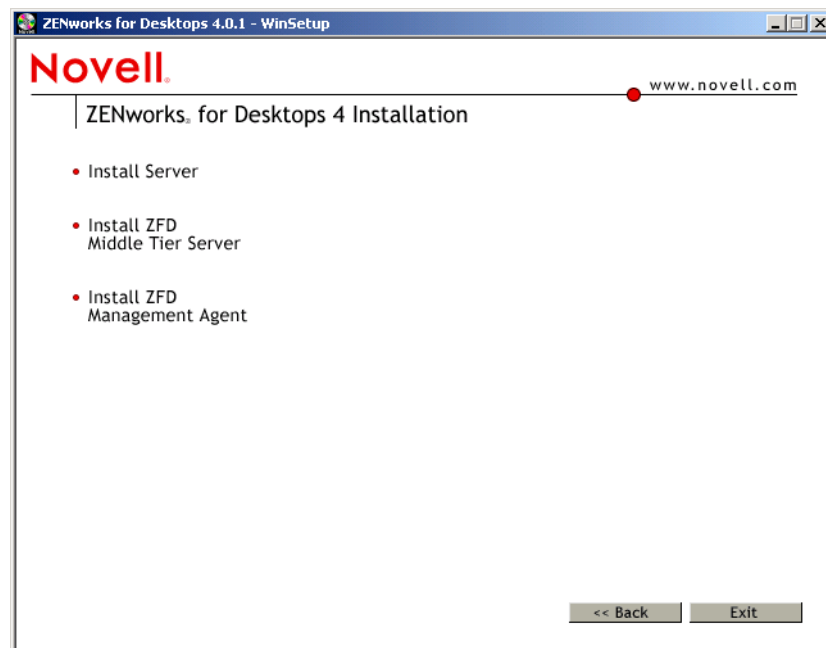 ZENworks for Desktops 4.0.1 - WinSetup
Novell.
www.novell.com
ZENworks® for Desktops 4 Installation
Install Server
Install ZFD
Middle Tier Server
Install ZFD
Management Agent
<< Back
Exit